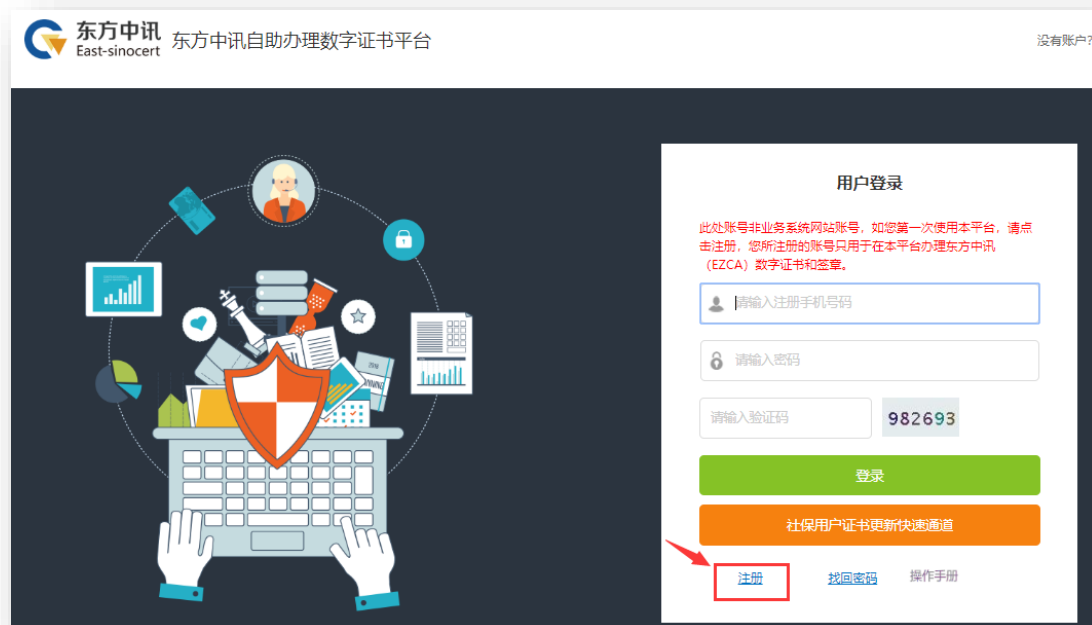 东方中讯
East-sinocert
东方中讯自助办理数字证书平台
没有账户?
用户登录
此处账号非业务系统网站账号，如您第一次使用本平台，请点
击注册，您所注册的账号只用于在本平台办理东方中讯
（EZCA）数字证书和签章。
请输入注册手机号码
请输入密码
请输入验证码
982693
登录
社保用户证书更新快速通道
注册
找回密码
操作手册